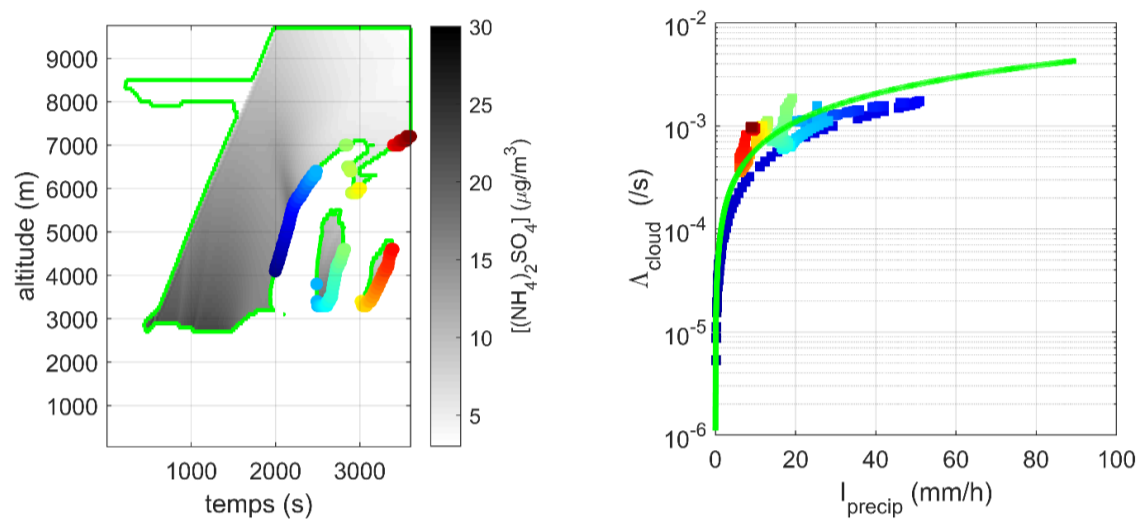 9000
8000
7000
6000
5000
4000
3000
2000
1000
altitude (m)
1000 2000 3000
temps (s)
30
25
20
15
10
5
[(NH4)2SO4] (μg/m3)
10-2
10-3
10-4
10-5
10-6
Λcloud (/s)
0 20 40 60 80 100
Iprecip (mm/h)